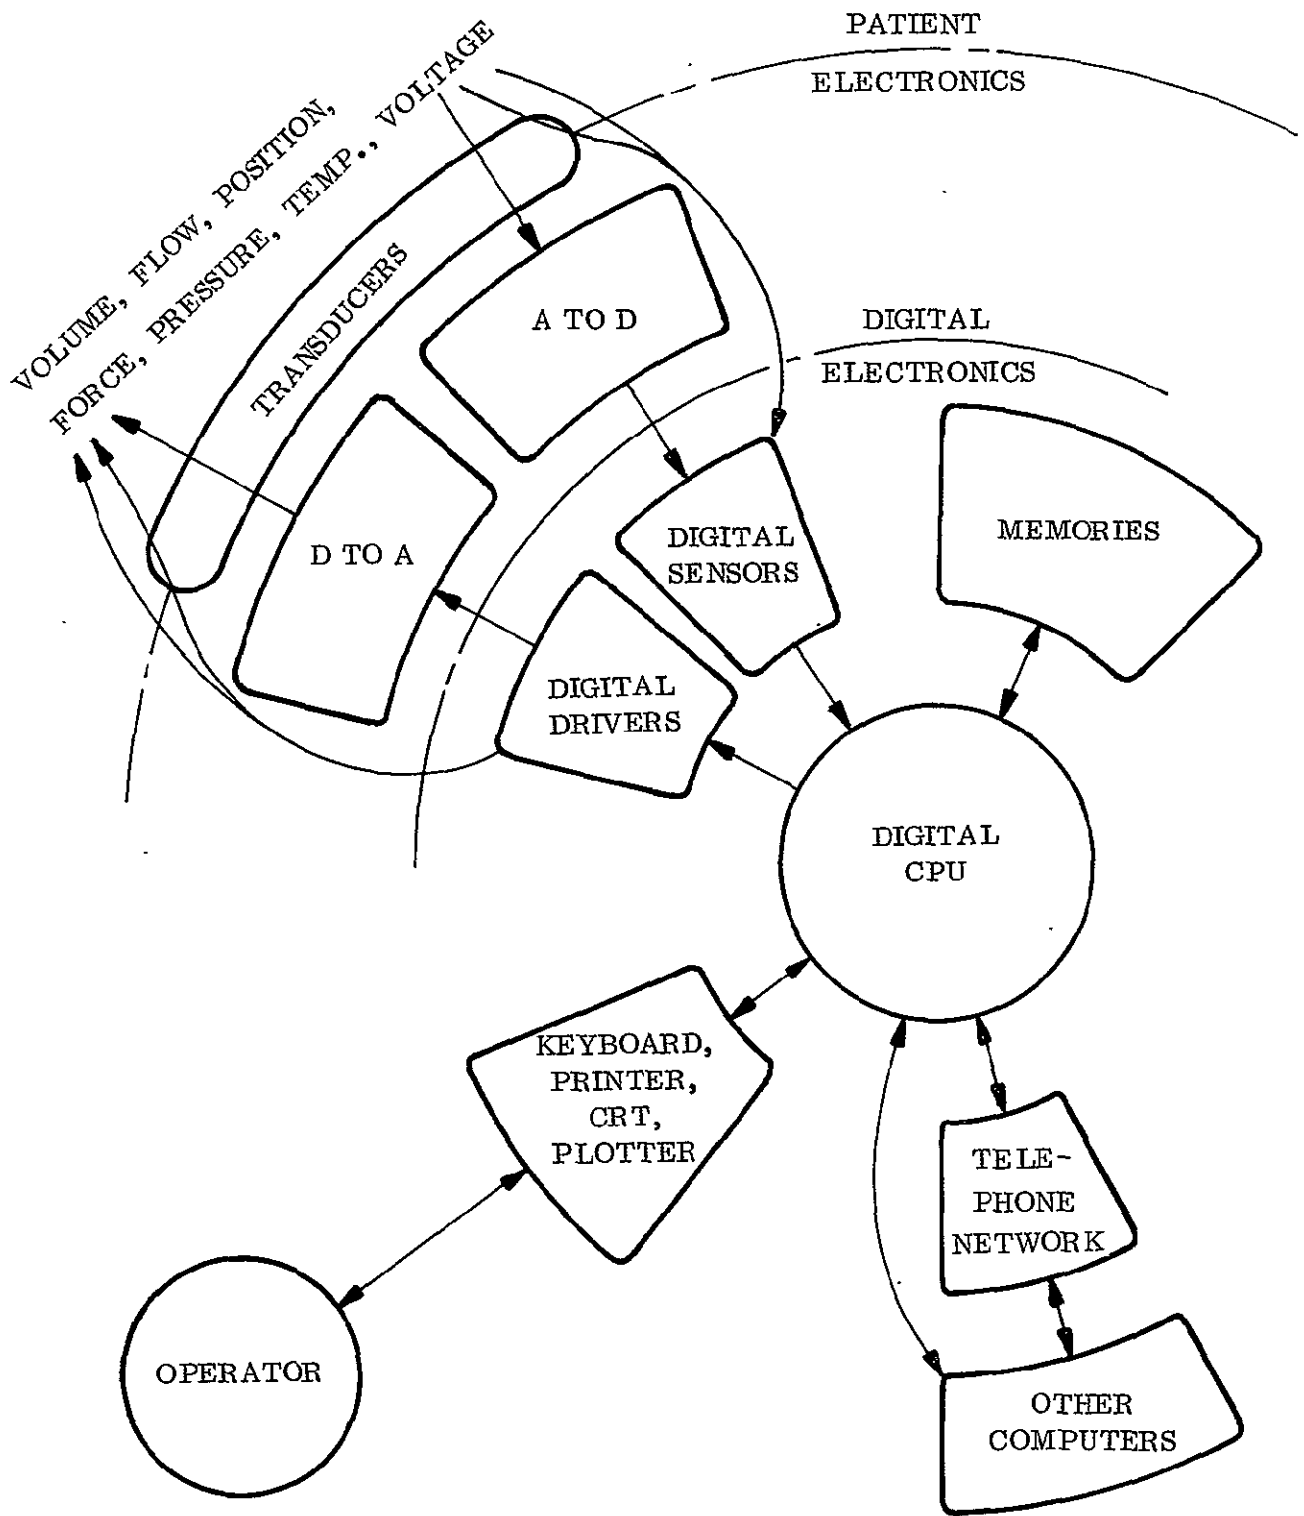 PATIENT
ELECTRONICS
VOLUME, FLOW, POSITION,
FORCE, PRESSURE, TEMP., VOLTAGE
TRANSDUCERS
A TO D
DIGITAL
ELECTRONICS
D TO A
DIGITAL
SENSORS
MEMORIES
DIGITAL
DRIVERS
DIGITAL
CPU
KEYBOARD,
PRINTER,
CRT,
PLOTTER
TELE-
PHONE
NETWORK
OPERATOR
OTHER
COMPUTERS